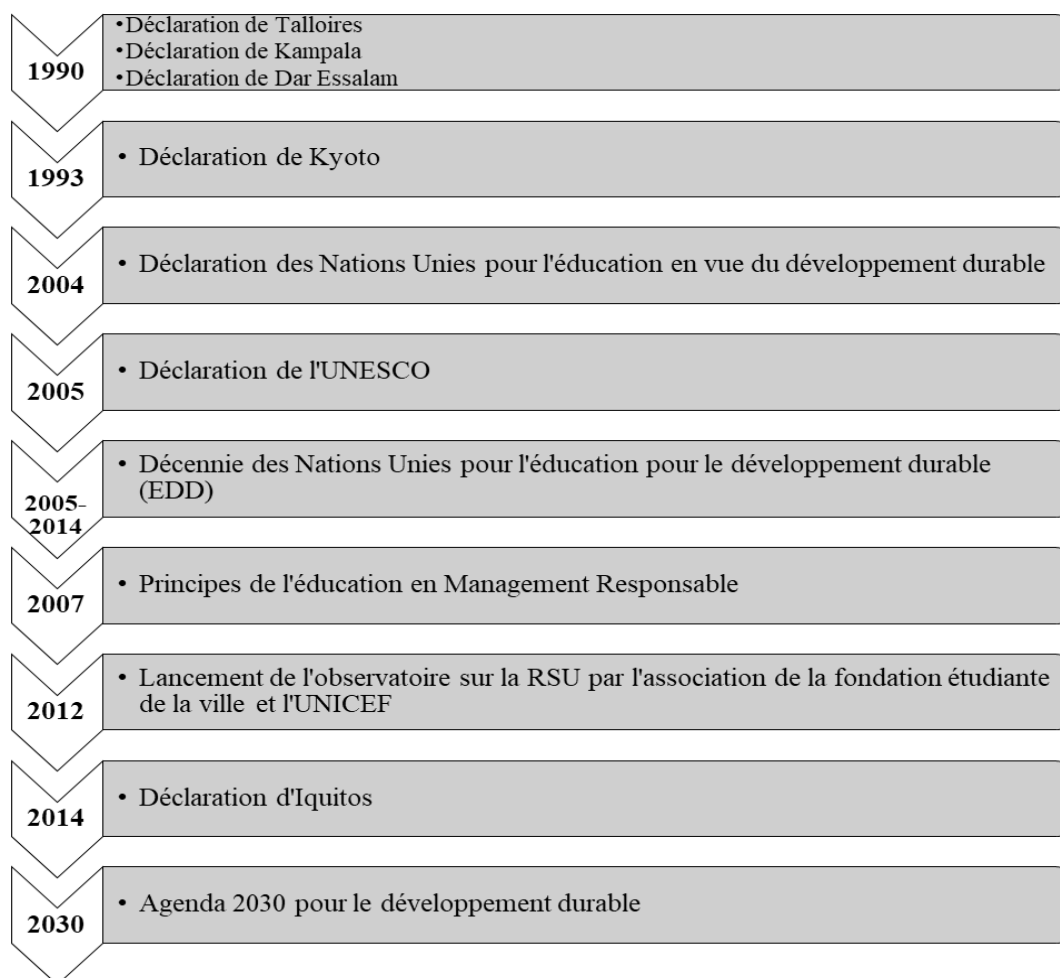 1990
•Déclaration de Talloires
•Déclaration de Kampala
•Déclaration de Dar Essalam
1993
• Déclaration de Kyoto
2004
• Déclaration des Nations Unies pour l'éducation en vue du développement durable
2005
• Déclaration de l'UNESCO
2005-
2014
• Décennie des Nations Unies pour l'éducation pour le développement durable
(EDD)
2007
• Principes de l'éducation en Management Responsable
2012
• Lancement de l'observatoire sur la RSU par l'association de la fondation étudiante
de la ville et l'UNICEF
2014
• Déclaration d'Iquitos
2030
• Agenda 2030 pour le développement durable